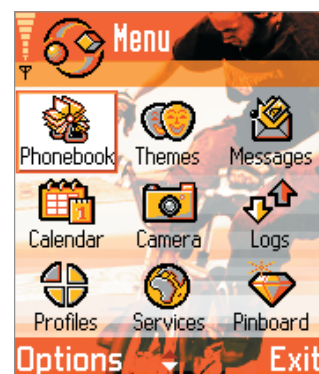 Menu
Phonebook Themes Messages
Calendar Camera Logs
Profiles Services Pinboard
Options Exit